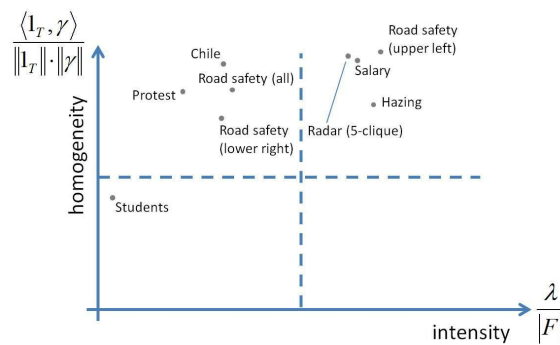 ⟨1_T, γ⟩
‖1_T‖·‖γ‖
homogeneity
Chile
Road safety (all)
Protest
Road safety
(lower right)
Road safety
(upper left)
Salary
Hazing
Radar (5-clique)
Students
intensity
λ
|F